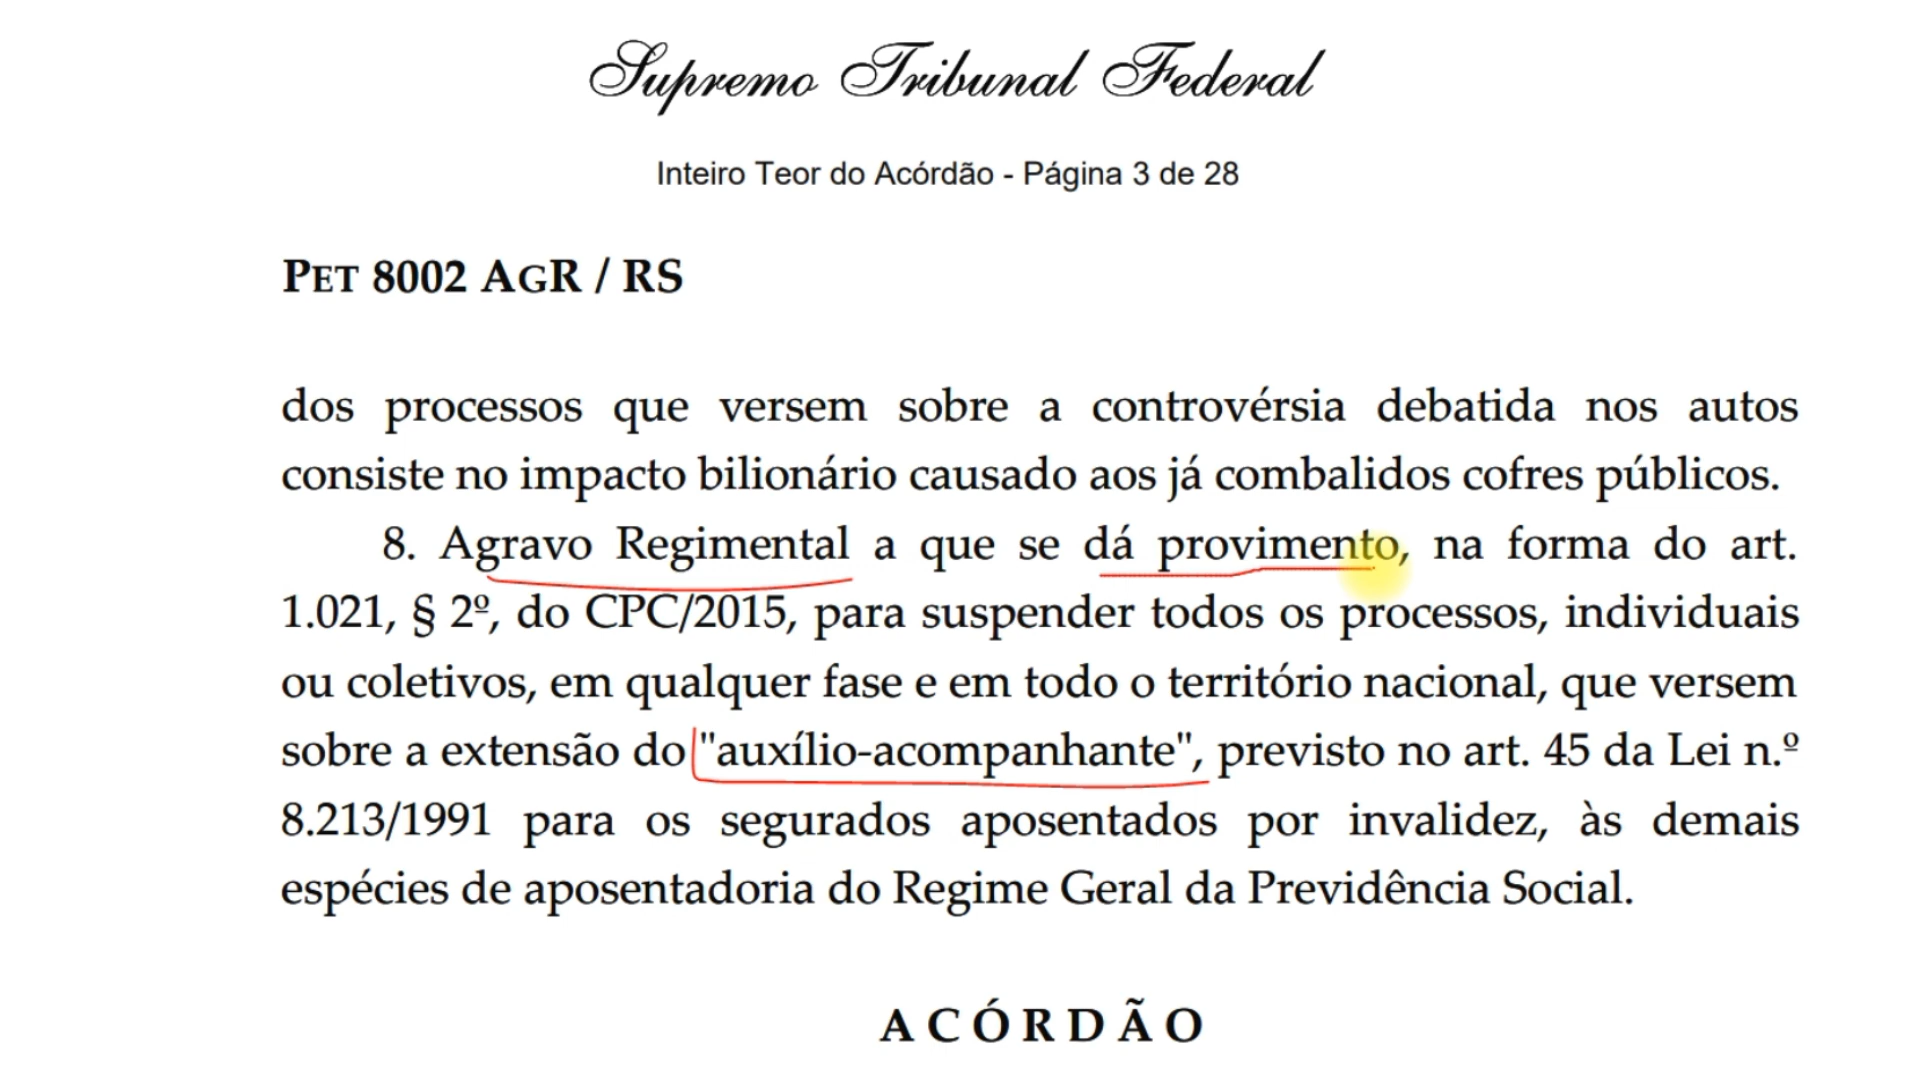 Supremo Tribunal Federal
Inteiro Teor do Acórdão - Página 3 de 28
PET 8002 AGR / RS
dos processos que versem sobre a controvérsia debatida nos autos
consiste no impacto bilionário causado aos já combalidos cofres públicos.
8. Agravo Regimental a que se dá provimento, na forma do art.
1.021, § 2º, do CPC/2015, para suspender todos os processos, individuais
ou coletivos, em qualquer fase e em todo o território nacional, que versem
sobre a extensão do "auxílio-acompanhante", previsto no art. 45 da Lei n.º
8.213/1991 para os segurados aposentados por invalidez, às demais
espécies de aposentadoria do Regime Geral da Previdência Social.
A C Ó R D Ã O